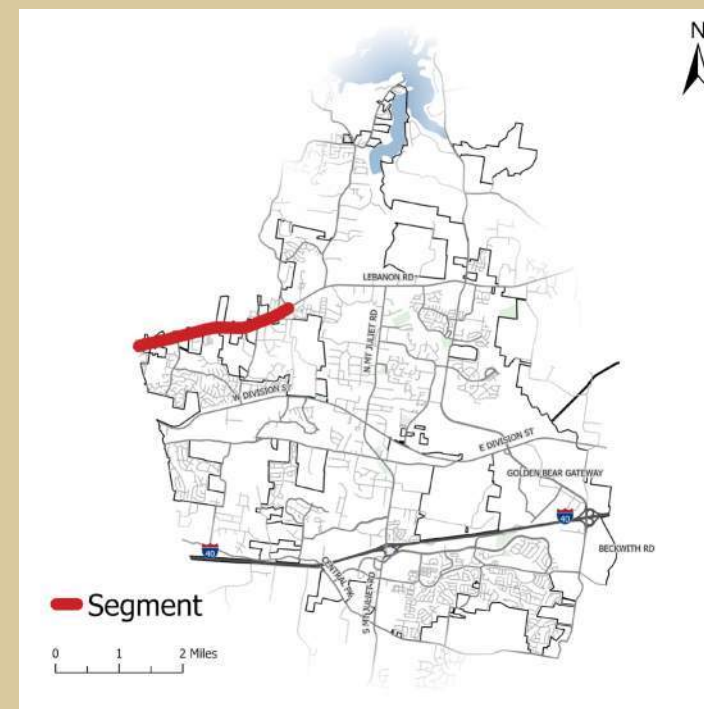 N
LEBANON RD
N MT JULIET RD
W DIVISION ST
E DIVISION ST
GOLDEN BEAR GATEWAY
40
BECKWITH RD
40
CENTRAL PIK
S MT JULIET RD
Segment
0 1 2 Miles